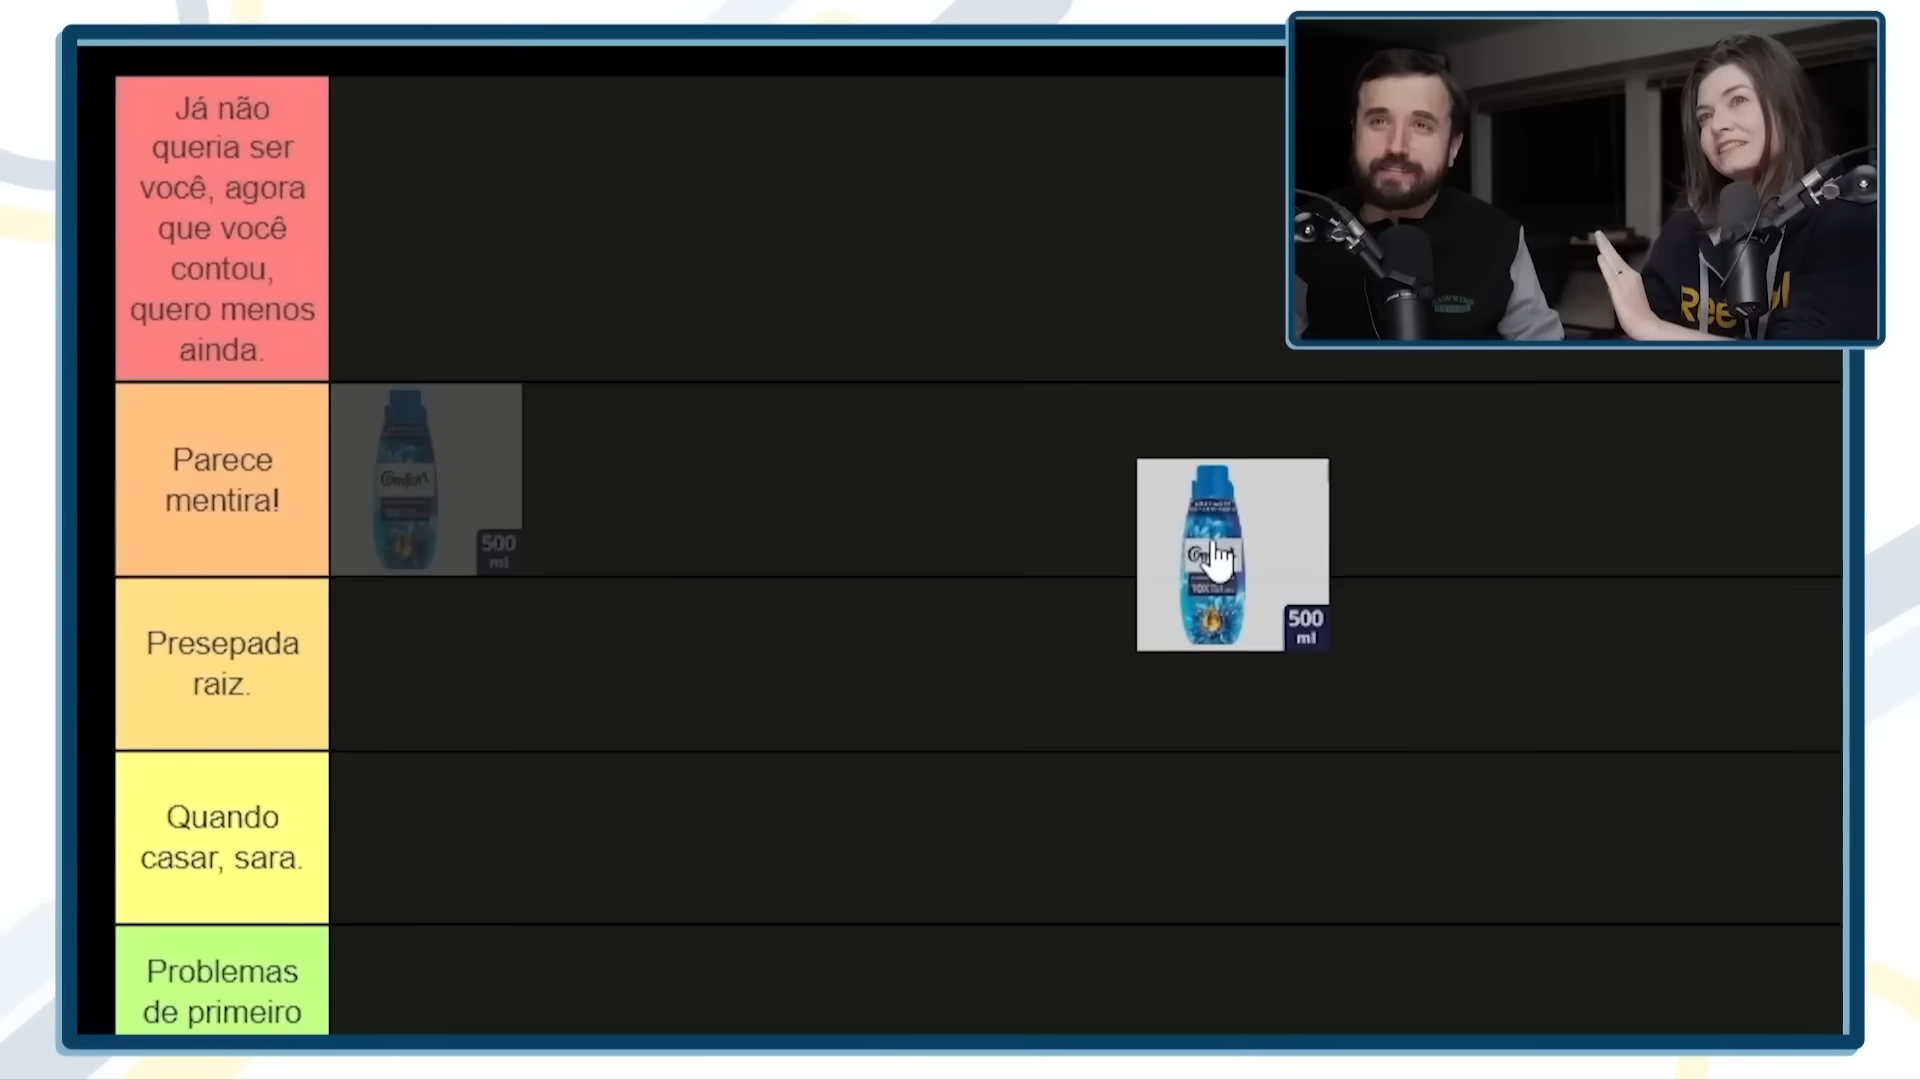 Já não
queria ser
você, agora
que você
contou,
quero menos
ainda.
Parece
mentira!
Comfort
500
ml
500
ml
Presepada
raiz.
Quando
casar, sara.
Problemas
de primeiro